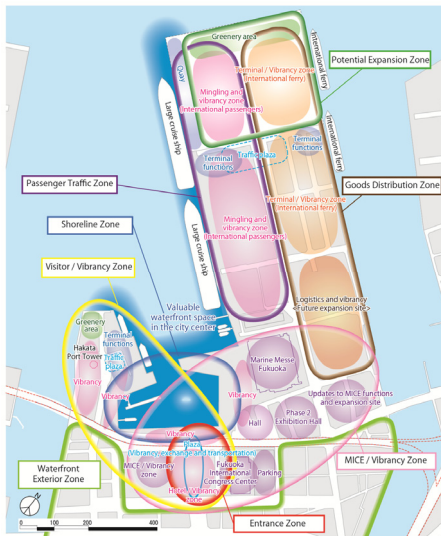 Greenery area
International ferry
Potential Expansion Zone
Quay
Terminal / Vibrancy zone
(International ferry)
Mingling and
vibrancy zone
(International passengers)
Large cruise ship
International ferry
Terminal
functions
Traffic plaza
Terminal
functions
Passenger Traffic Zone
Goods Distribution Zone
Terminal / Vibrancy zone
(International ferry)
Mingling and
vibrancy zone
(International passengers)
Shoreline Zone
Large cruise ship
Visitor / Vibrancy Zone
Valuable
waterfront space
in the city center
Logistics and vibrancy
<Future expansion site>
Greenery
area
Terminal
functions
Hakata
Port Tower
Traffic
plaza
Marine Messe
Fukuoka
Vibrancy
Vibrancy
Vibrancy
Updates to MICE functions
and expansion site
Hall
Phase 2
Exhibition Hall
Vibrancy
Plaza
(Vibrancy, exchange and transportation)
Waterfront
Exterior Zone
MICE / Vibrancy
zone
Fukuoka
International
Congress Center
Parking
MICE / Vibrancy Zone
Hotel / Vibrancy
zone
Entrance Zone
0
200
400